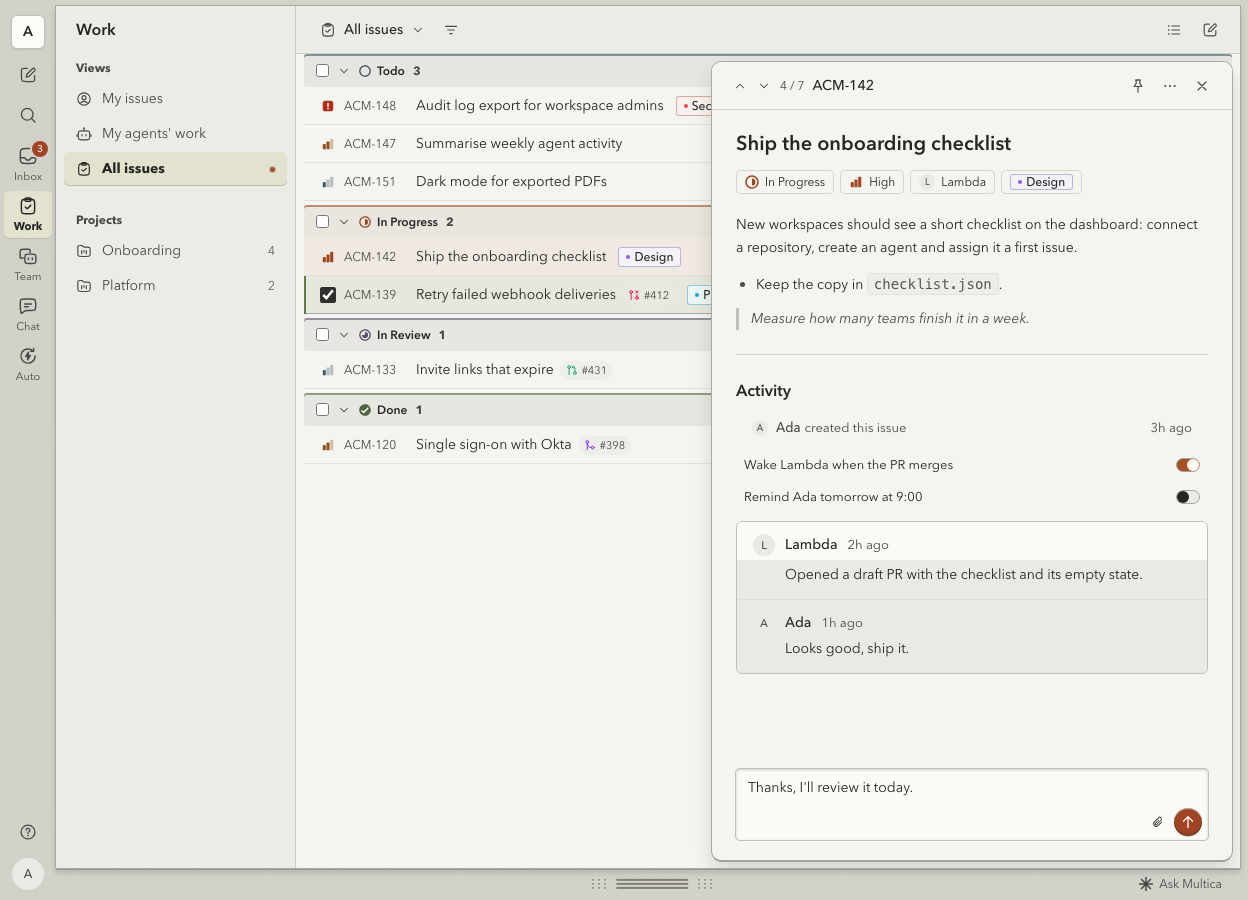 A
Work
Views
My issues
My agents' work
All issues
Projects
Onboarding 4
Platform 2
3
Inbox
Work
Team
Chat
Auto
A
All issues
Todo 3
ACM-148 Audit log export for workspace admins Sec
ACM-147 Summarise weekly agent activity
ACM-151 Dark mode for exported PDFs
In Progress 2
ACM-142 Ship the onboarding checklist Design
ACM-139 Retry failed webhook deliveries #412 P
In Review 1
ACM-133 Invite links that expire #431
Done 1
ACM-120 Single sign-on with Okta #398
4 / 7 ACM-142
Ship the onboarding checklist
In Progress High L Lambda Design
New workspaces should see a short checklist on the dashboard: connect
a repository, create an agent and assign it a first issue.
Keep the copy in checklist.json.
Measure how many teams finish it in a week.
Activity
A Ada created this issue 3h ago
Wake Lambda when the PR merges
Remind Ada tomorrow at 9:00
L Lambda 2h ago
Opened a draft PR with the checklist and its empty state.
A Ada 1h ago
Looks good, ship it.
Thanks, I'll review it today.
Ask Multica